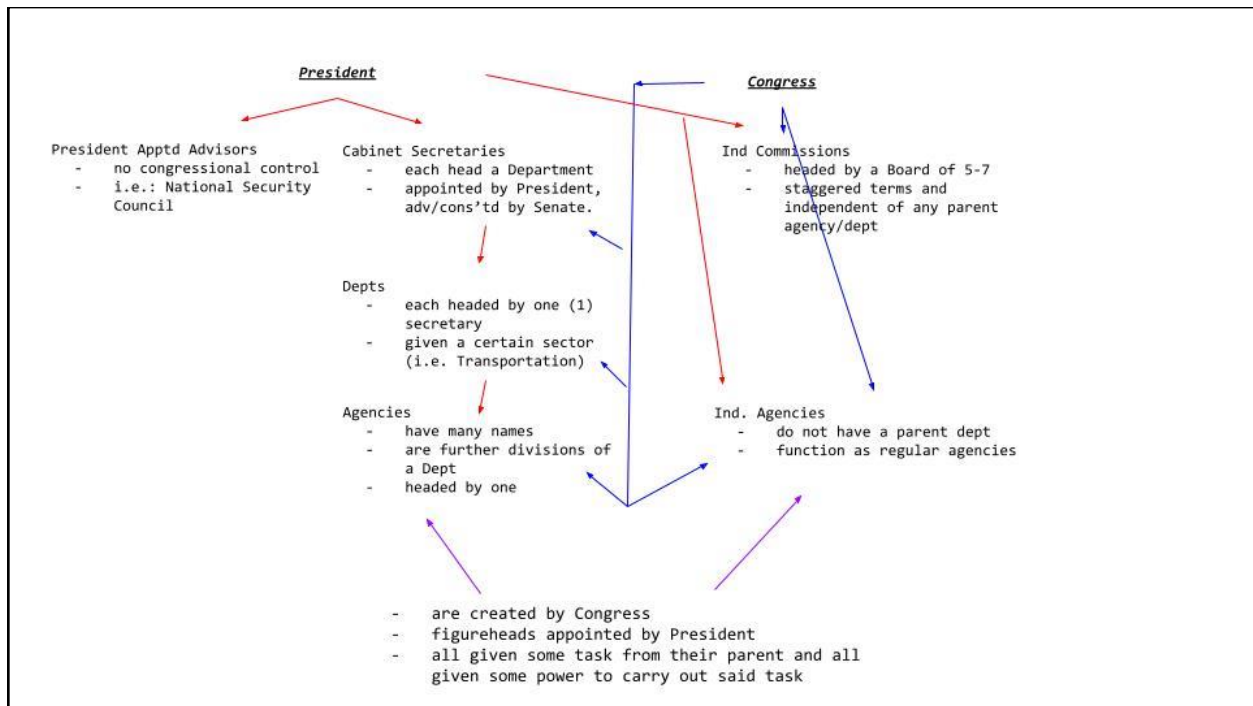 President
Congress
President Apptd Advisors
- no congressional control
- i.e.: National Security
Council
Cabinet Secretaries
- each head a Department
- appointed by President,
adv/cons'td by Senate.
Ind Commissions
- headed by a Board of 5-7
- staggered terms and
independent of any parent
agency/dept
Depts
- each headed by one (1)
secretary
- given a certain sector
(i.e. Transportation)
Agencies
- have many names
- are further divisions of
a Dept
- headed by one
Ind. Agencies
- do not have a parent dept
- function as regular agencies
- are created by Congress
- figureheads appointed by President
- all given some task from their parent and all
given some power to carry out said task